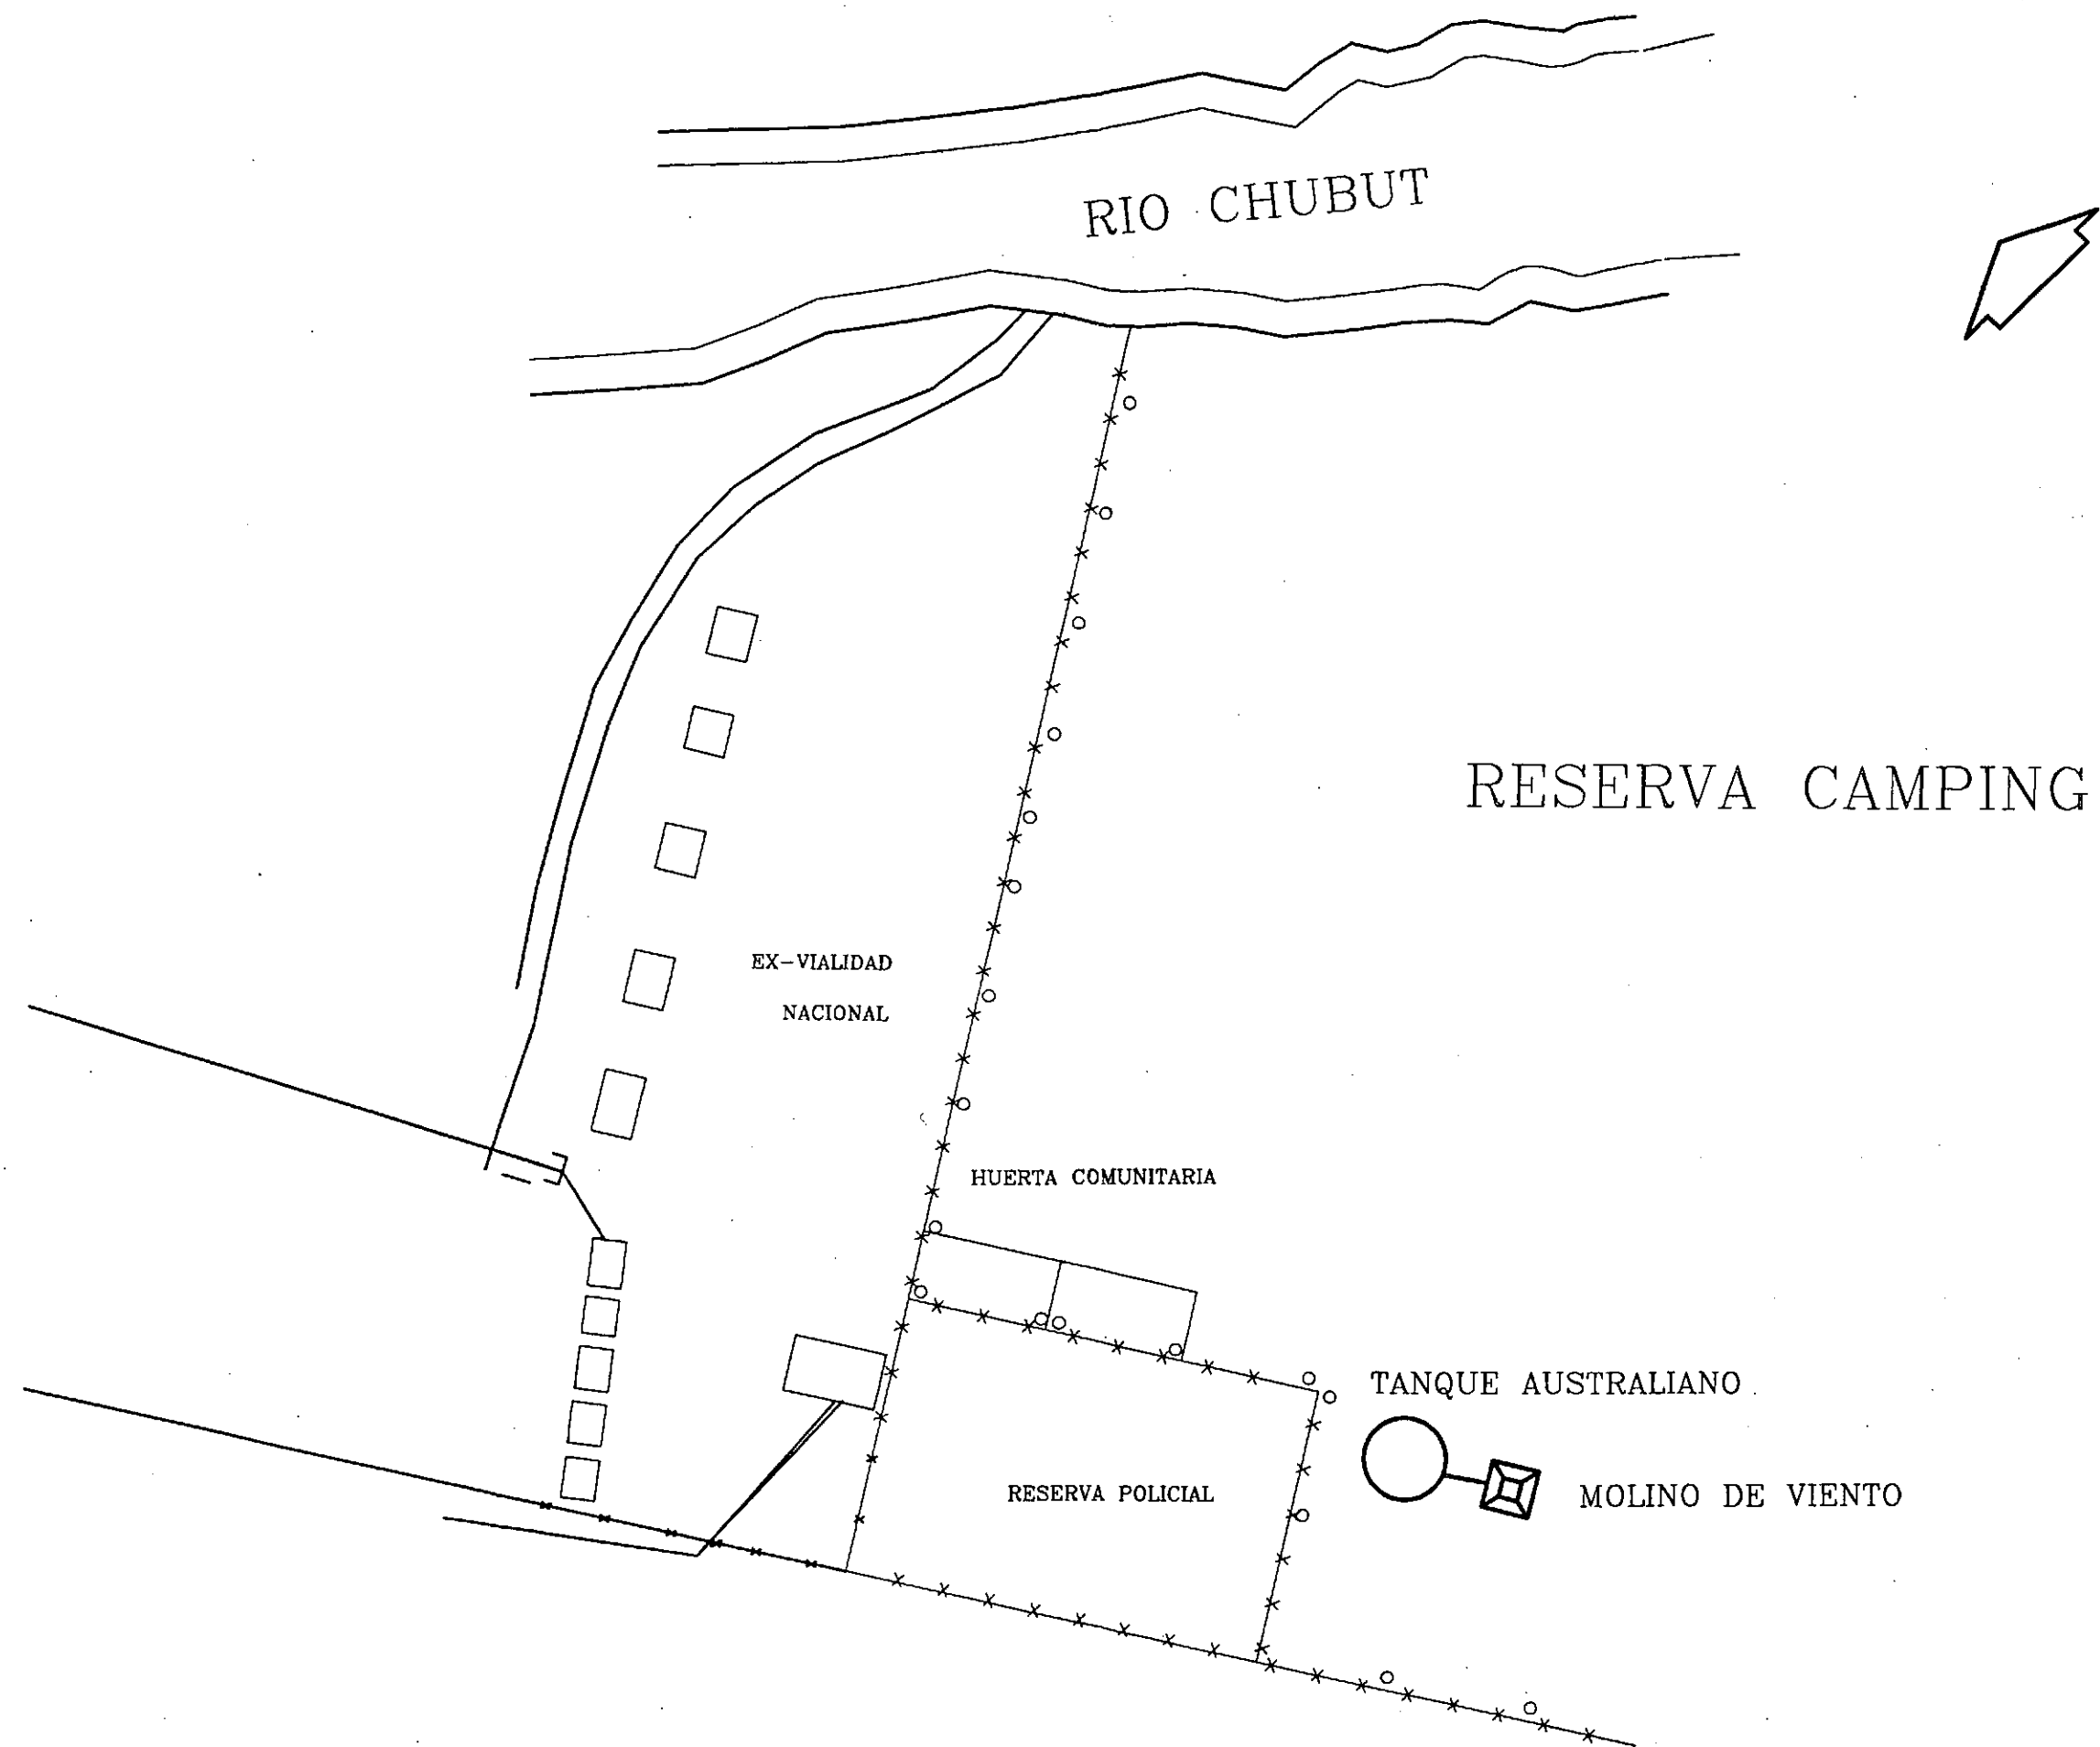 RIO CHUBUT
RESERVA CAMPING
EX-VIALIDAD
NACIONAL
HUERTA COMUNITARIA
TANQUE AUSTRALIANO
RESERVA POLICIAL
MOLINO DE VIENTO